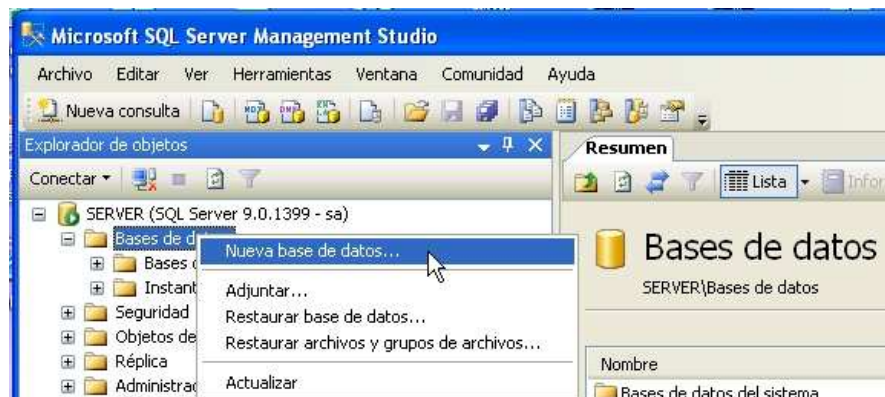 Microsoft SQL Server Management Studio
Archivo Editar Ver Herramientas Ventana Comunidad Ayuda
Nueva consulta
Explorador de objetos
Conectar
SERVER (SQL Server 9.0.1399 - sa)
Bases de
Nueva base de datos...
Bases
Instant
Adjuntar...
Seguridad
Restaurar base de datos...
Objetos de
Restaurar archivos y grupos de archivos...
Réplica
Administrac
Actualizar
Resumen
Lista
Infor
Bases de datos
SERVER\Bases de datos
Nombre
Bases de datos del sistema